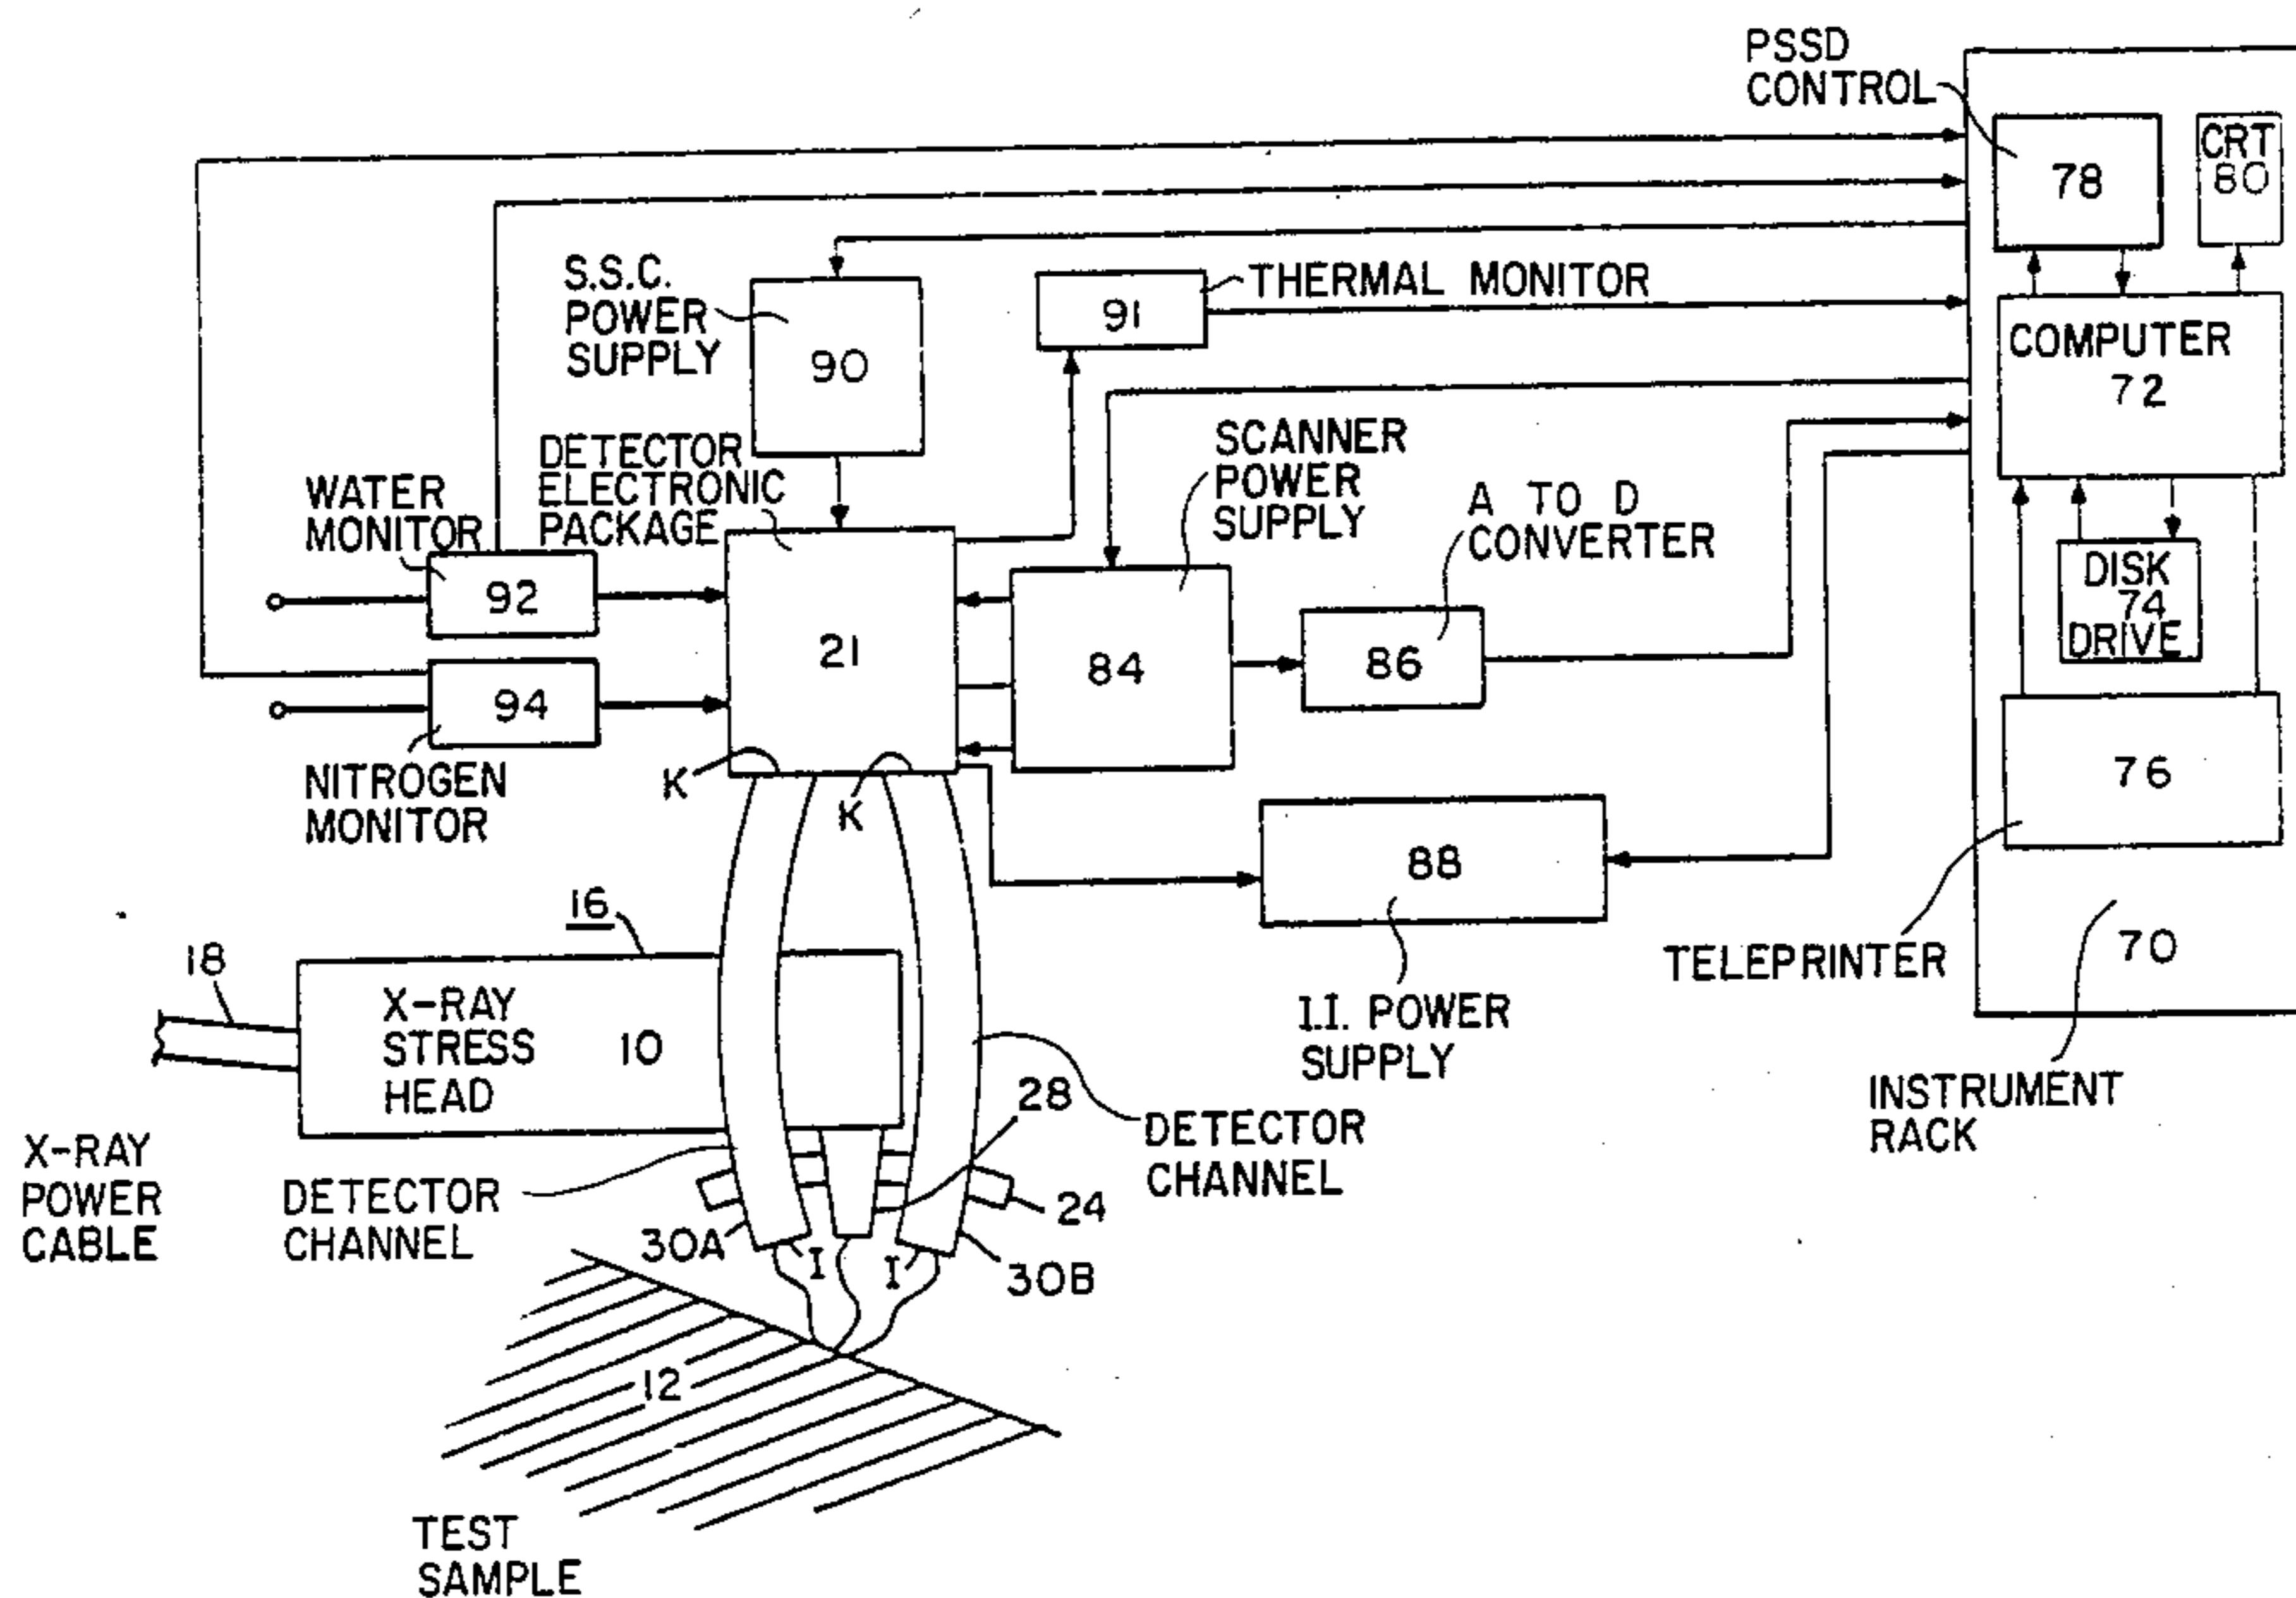 PSSD
CONTROL
78
CRT
80
S.S.C.
POWER
SUPPLY
90
91
THERMAL MONITOR
COMPUTER
72
WATER
MONITOR
DETECTOR
ELECTRONIC
PACKAGE
SCANNER
POWER
SUPPLY
A TO D
CONVERTER
DISK
74
DRIVE
92
21
84
86
94
76
NITROGEN
MONITOR
K
K
88
16
18
X-RAY
STRESS
HEAD
10
TELEPRINTER
70
I.I. POWER
SUPPLY
INSTRUMENT
RACK
28
DETECTOR
CHANNEL
X-RAY
POWER
CABLE
DETECTOR
CHANNEL
24
30A
I
I
30B
12
TEST
SAMPLE